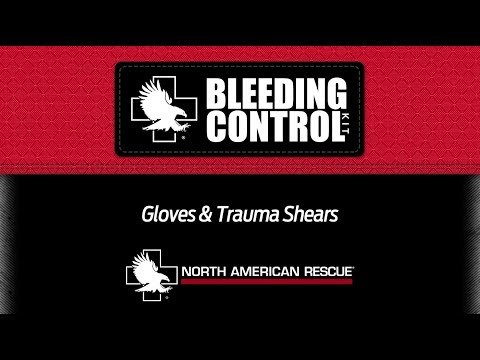 BLEEDING
CONTROL KIT
®
Gloves & Trauma Shears
NORTH AMERICAN RESCUE®
®